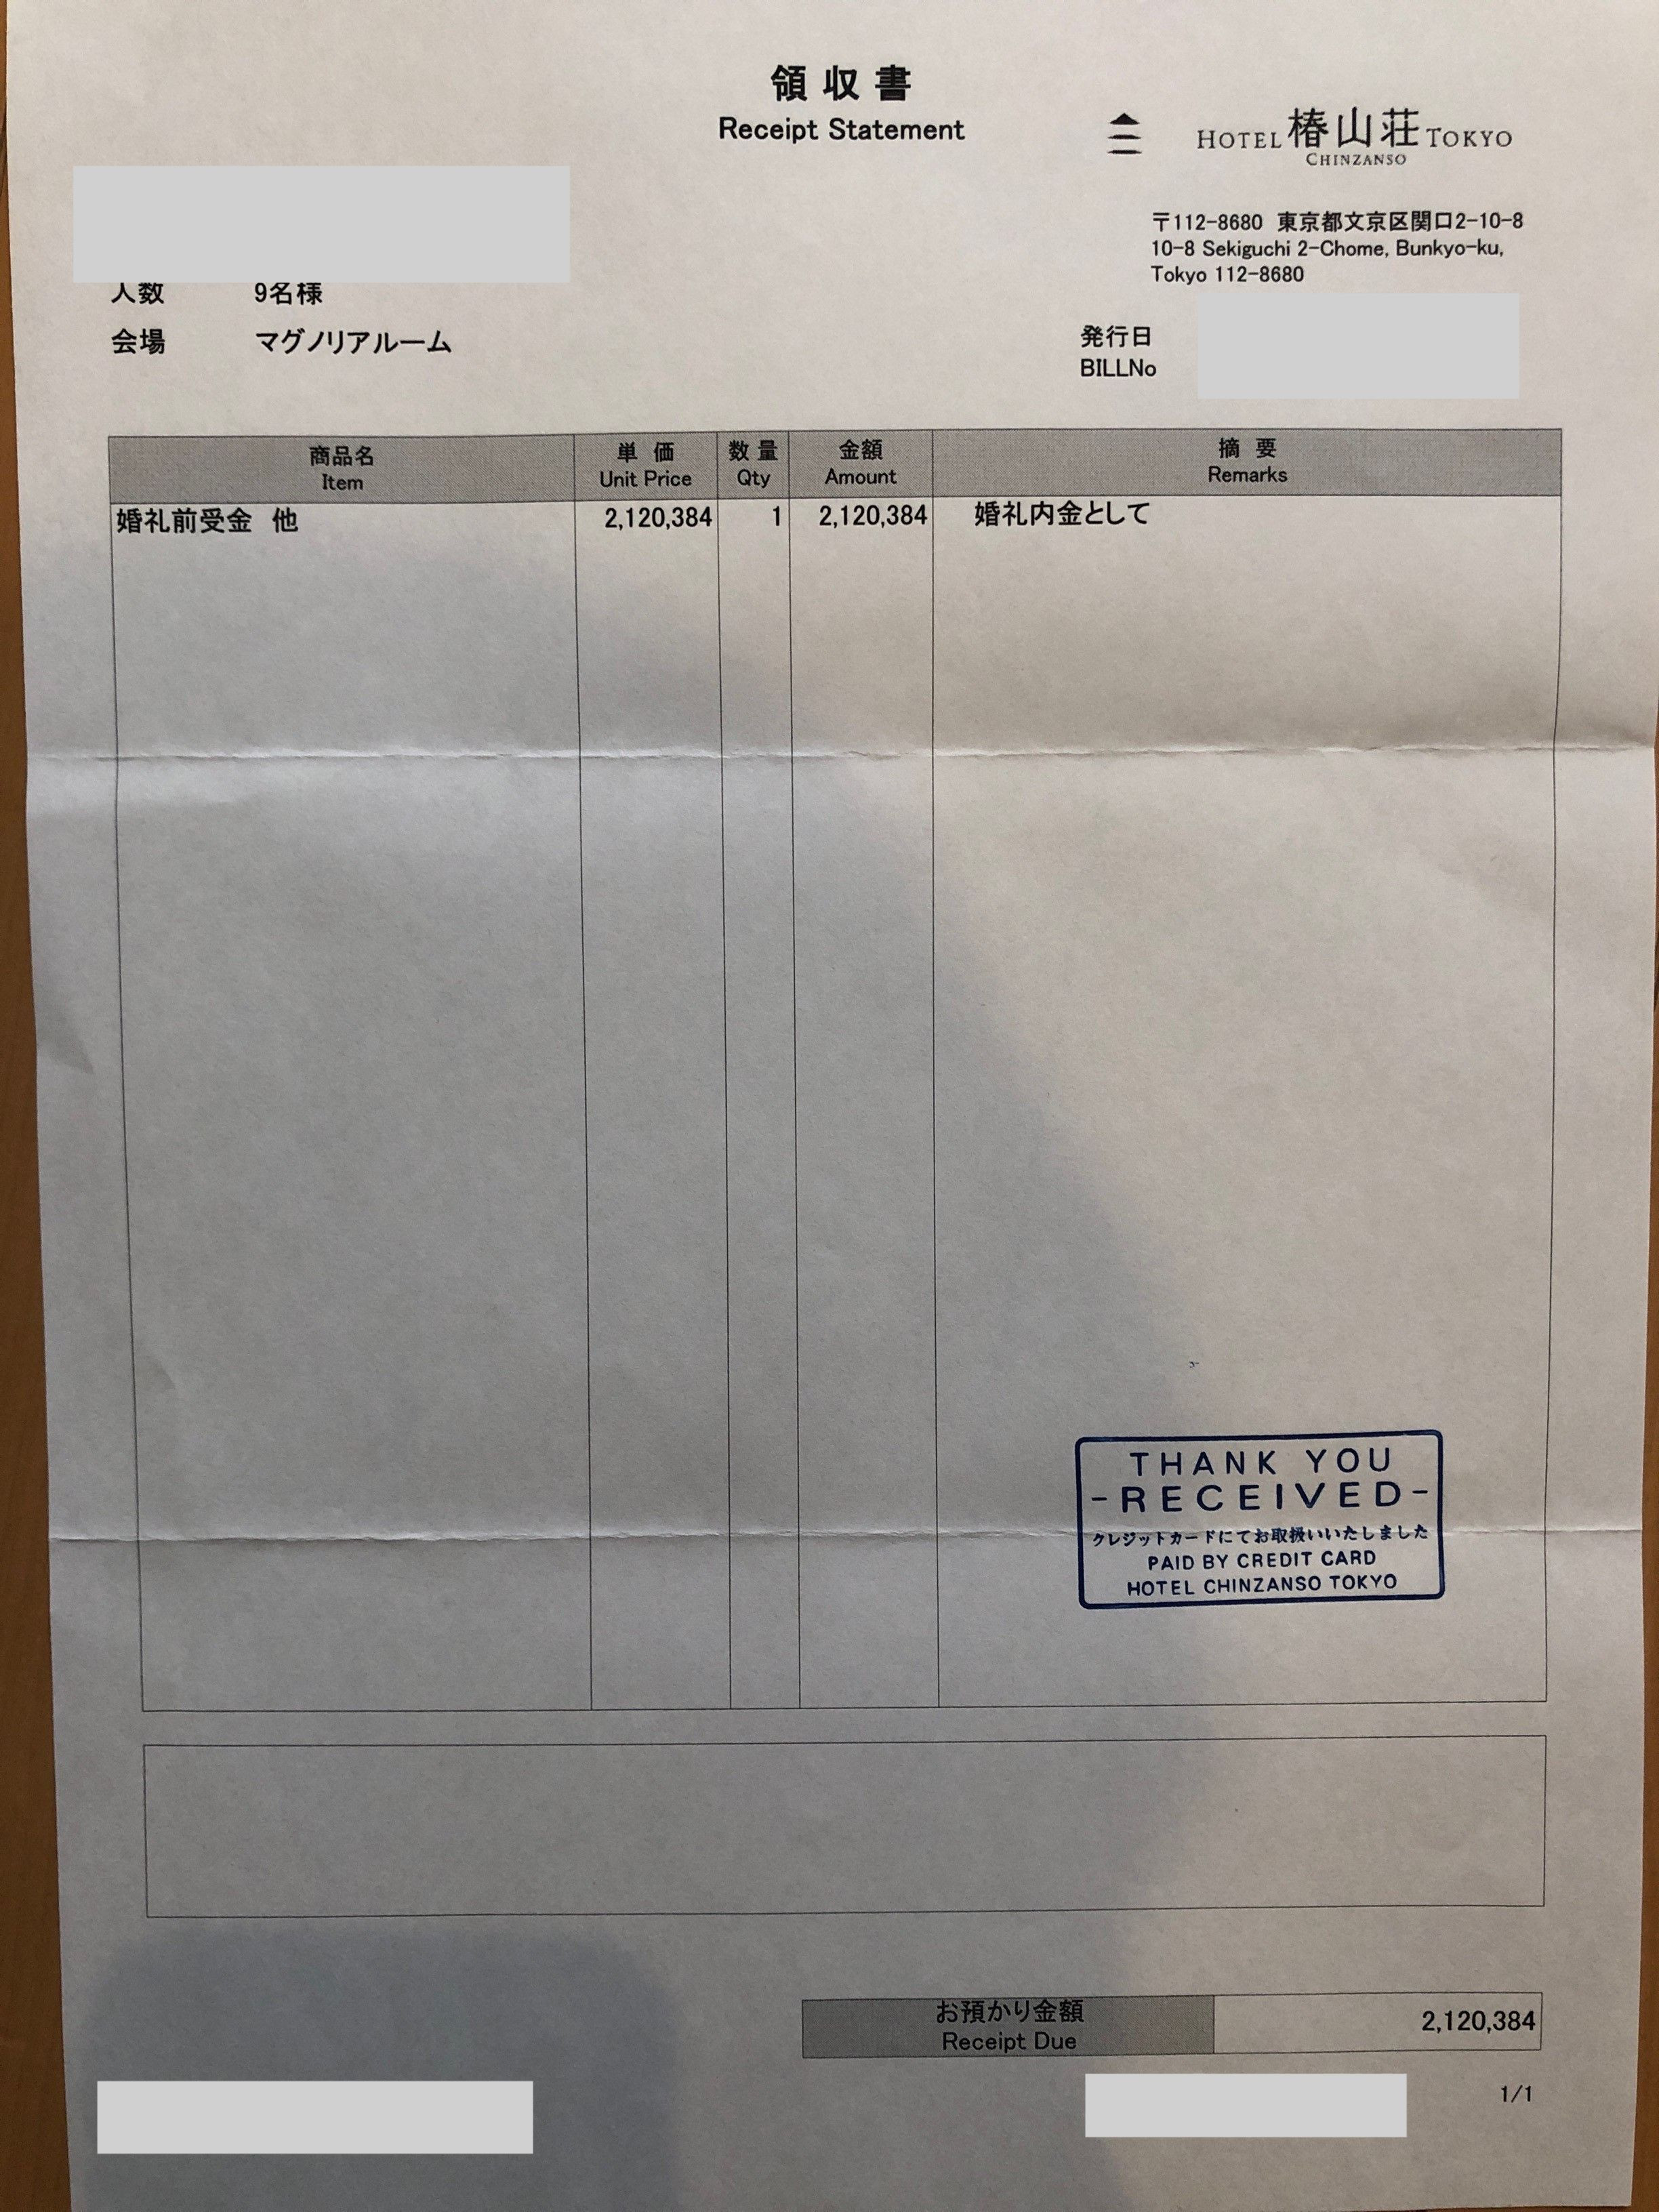 領収書
Receipt Statement
HOTEL 椿山荘 TOKYO
CHINZANSO
〒112-8680 東京都文京区関口2-10-8
10-8 Sekiguchi 2-Chome, Bunkyo-ku,
Tokyo 112-8680
人数 9名様
会場 マグノリアルーム
発行日
BILLNo
商品名 単価 数量 金額 摘要
Item Unit Price Qty Amount Remarks
婚礼前受金 他 2,120,384 1 2,120,384 婚礼内金として
THANK YOU
-RECEIVED-
クレジットカードにてお取扱いいたしました
PAID BY CREDIT CARD
HOTEL CHINZANSO TOKYO
お預かり金額
Receipt Due
2,120,384
1/1